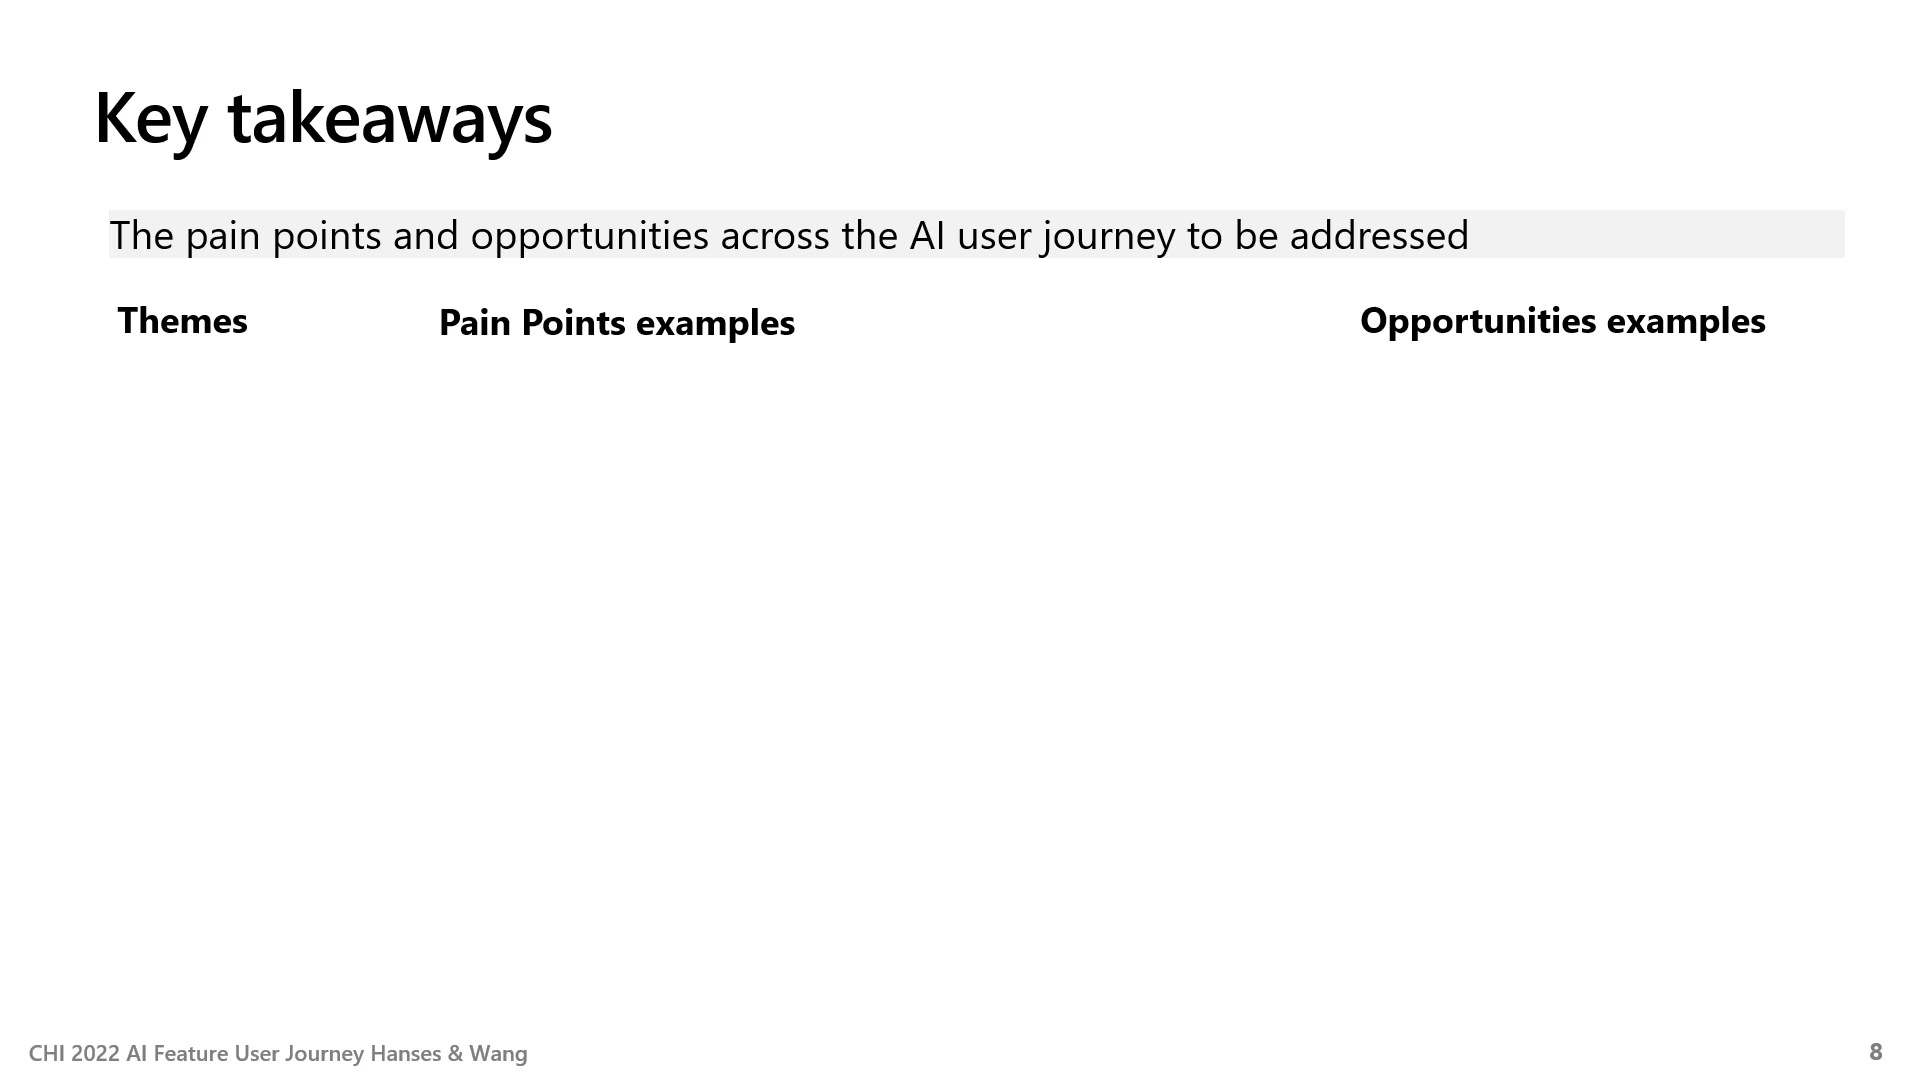 Key takeaways
The pain points and opportunities across the AI user journey to be addressed
Themes
Pain Points examples
Opportunities examples
CHI 2022 AI Feature User Journey Hanses & Wang
8